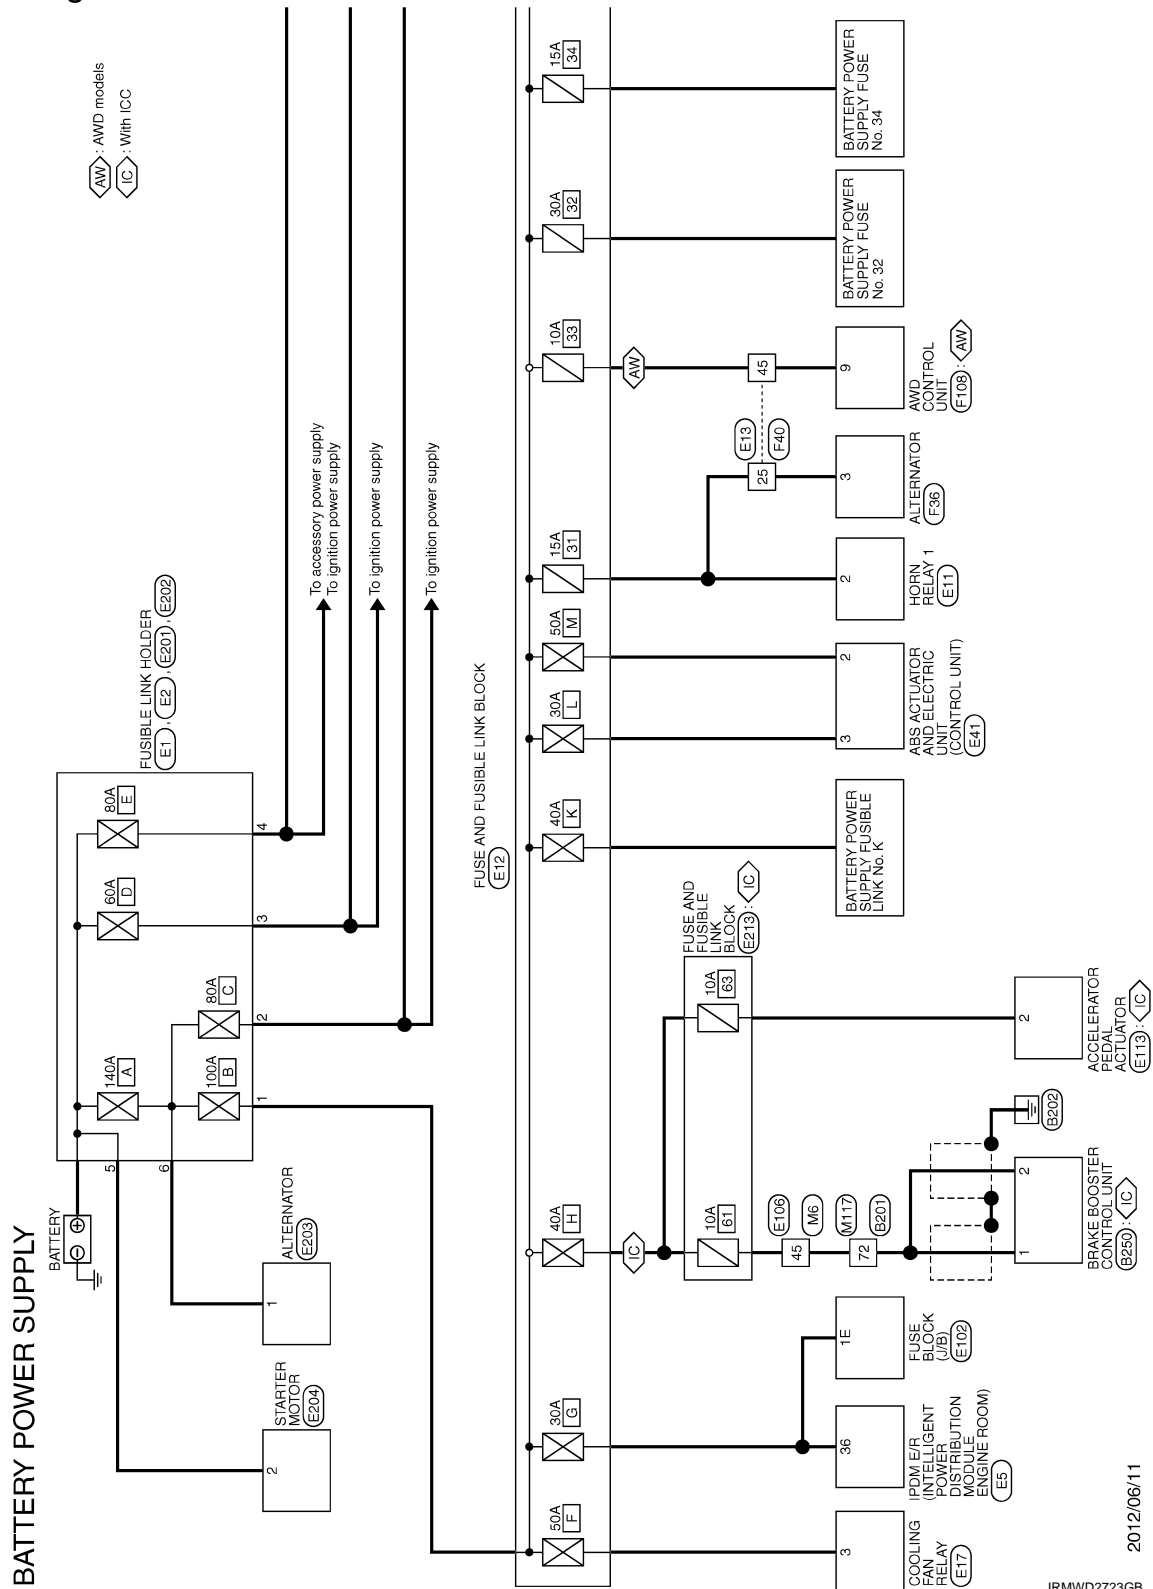 BATTERY POWER SUPPLY
AW : AWD models
IC : With ICC
BATTERY
FUSIBLE LINK HOLDER
E1 , E2 , E201 , E202
140A
A
100A
B
80A
C
60A
D
80A
E
5
6
1
2
3
4
To accessory power supply
To ignition power supply
To ignition power supply
To ignition power supply
STARTER
MOTOR
E204
2
ALTERNATOR
E203
1
FUSE AND FUSIBLE LINK BLOCK
E12
50A
F
30A
G
40A
H
40A
K
30A
L
50A
M
15A
31
10A
33
30A
32
15A
34
IC
AW
FUSE AND
FUSIBLE
LINK
BLOCK
E213 : IC
10A
61
10A
63
45
E106
M6
72
M117
B201
25
E13
F40
45
3
COOLING
FAN
RELAY
E17
36
IPDM E/R
(INTELLIGENT
POWER
DISTRIBUTION
MODULE
ENGINE ROOM)
E5
1E
FUSE
BLOCK
(J/B)
E102
1
2
BRAKE BOOSTER
CONTROL UNIT
B250 : IC
B202
2
ACCELERATOR
PEDAL
ACTUATOR
E113 : IC
BATTERY POWER
SUPPLY FUSIBLE
LINK No. K
3
2
ABS ACTUATOR
AND ELECTRIC
UNIT
(CONTROL UNIT)
E41
2
HORN
RELAY 1
E11
3
ALTERNATOR
F36
9
AWD
CONTROL
UNIT
F108 : AW
BATTERY POWER
SUPPLY FUSE
No. 32
BATTERY POWER
SUPPLY FUSE
No. 34
2012/06/11
JRMWD2723GB